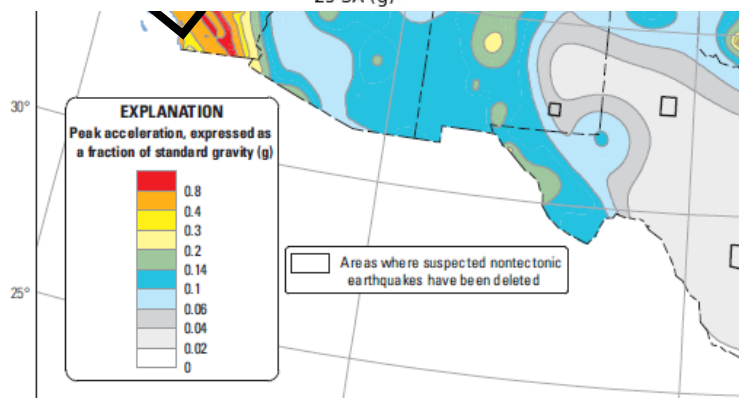 30°
25°
EXPLANATION
Peak acceleration, expressed as
a fraction of standard gravity (g)
0.8
0.4
0.3
0.2
0.14
0.1
0.06
0.04
0.02
0
Areas where suspected nontectonic
earthquakes have been deleted